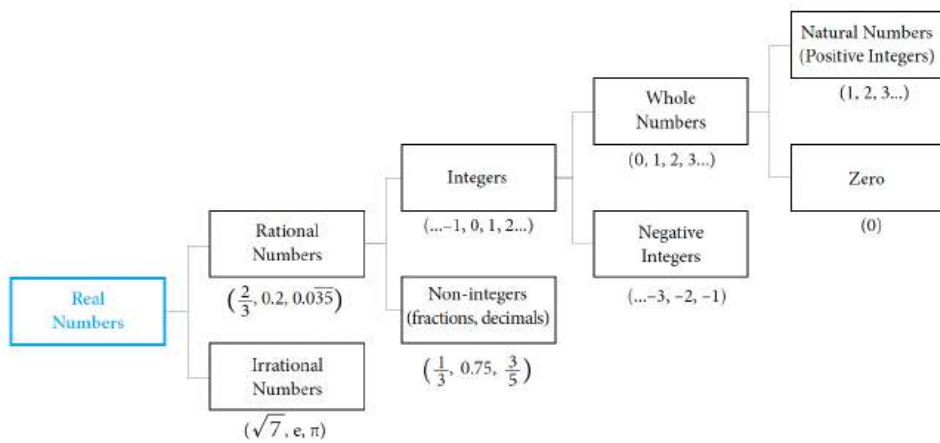 Real
Numbers
Rational
Numbers
(2/3, 0.2, 0.03̅5̅)
Irrational
Numbers
(√7, e, π)
Integers
(...–1, 0, 1, 2...)
Non-integers
(fractions, decimals)
(1/3, 0.75, 3/5)
Whole
Numbers
(0, 1, 2, 3...)
Negative
Integers
(...–3, –2, –1)
Natural Numbers
(Positive Integers)
(1, 2, 3...)
Zero
(0)